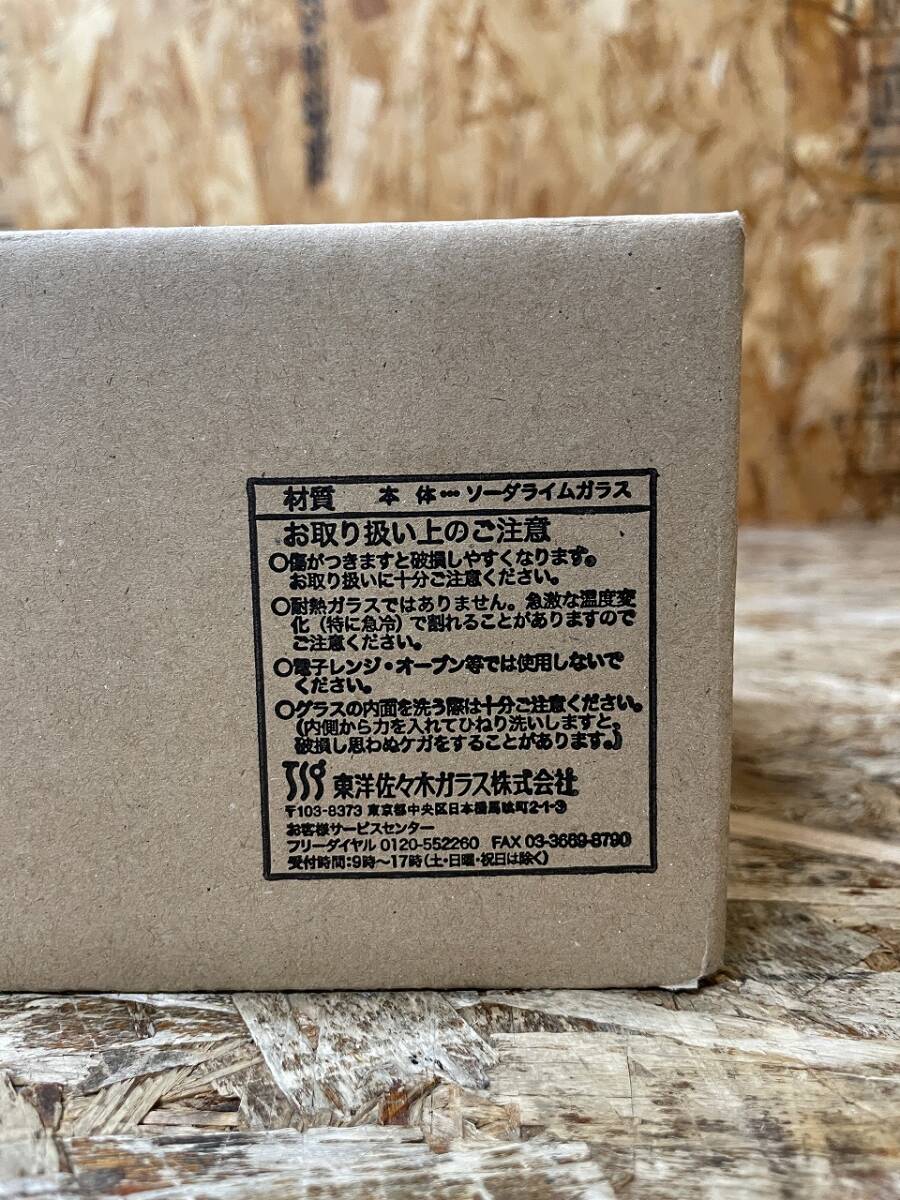 材質 本体…ソーダライムガラス
お取り扱い上のご注意
○傷がつきますと破損しやすくなります。
お取り扱いに十分ご注意ください。
○耐熱ガラスではありません。急激な温度変
化（特に急冷）で割れることがありますので
ご注意ください。
○電子レンジ・オーブン等では使用しないで
ください。
○グラスの内面を洗う際は十分ご注意ください。
（内側から力を入れてひねり洗いしますと、
破損し思わぬケガをすることがあります。）
東洋佐々木ガラス株式会社
〒103-8373 東京都中央区日本橋馬喰町2-1-3
お客様サービスセンター
フリーダイヤル 0120-552260 FAX 03-3669-8790
受付時間：9時～17時（土・日曜・祝日は除く）